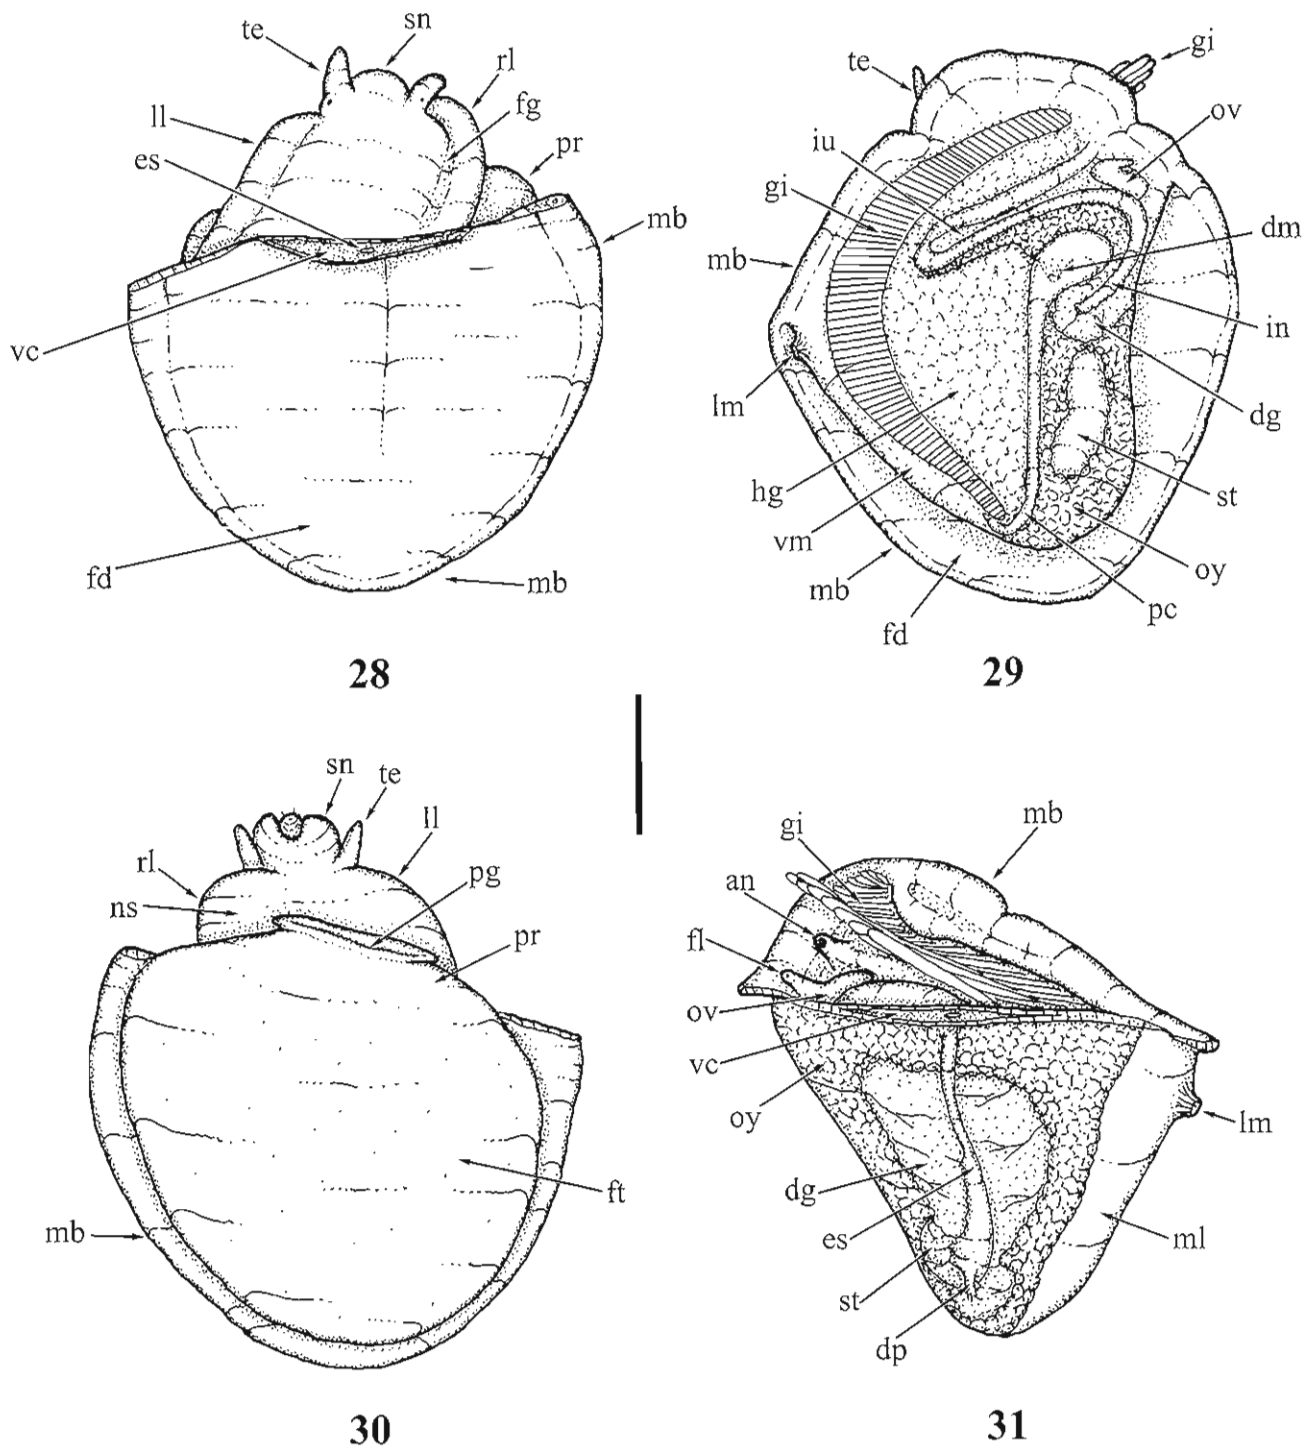 te
sn
rl
fg
ll
es
pr
mb
vc
fd
mb
28
te
gi
ov
iu
gi
mb
dm
in
lm
dg
hg
st
vm
oy
mb
pc
fd
29
sn
te
ll
rl
pg
ns
pr
ft
mb
30
gi
mb
an
fl
ov
vc
oy
lm
dg
es
ml
st
dp
31